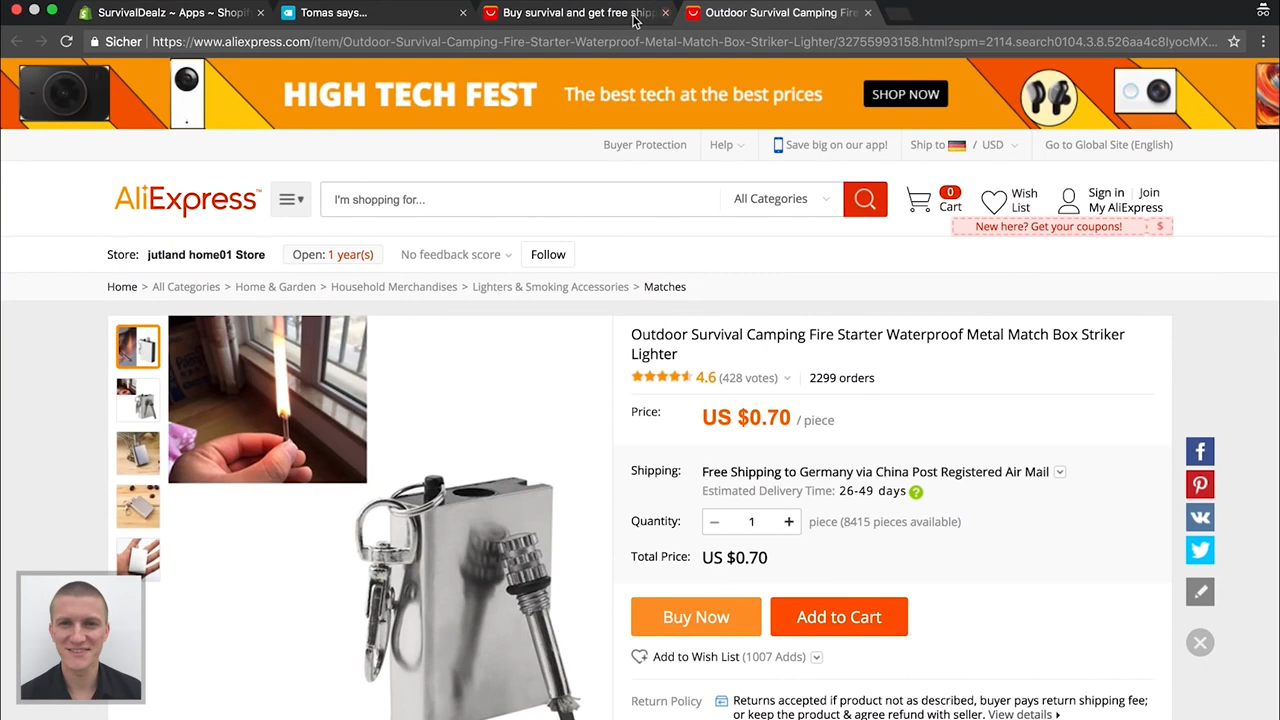 SurvivalDealz ~ Apps ~ Shopif
Tomas says...
Buy survival and get free shipp
Outdoor Survival Camping Fire
Sicher
https://www.aliexpress.com/item/Outdoor-Survival-Camping-Fire-Starter-Waterproof-Metal-Match-Box-Striker-Lighter/32755993158.html?spm=2114.search0104.3.8.526aa4c8lyocMX...
HIGH TECH FEST The best tech at the best prices SHOP NOW
Buyer Protection Help Save big on our app! Ship to / USD Go to Global Site (English)
AliExpress™
I'm shopping for... All Categories
0
Cart
Wish
List
Sign in Join
My AliExpress
New here? Get your coupons! $
Store: jutland home01 Store Open: 1 year(s) No feedback score Follow
Home > All Categories > Home & Garden > Household Merchandises > Lighters & Smoking Accessories > Matches
Outdoor Survival Camping Fire Starter Waterproof Metal Match Box Striker
Lighter
4.6 (428 votes) 2299 orders
Price: US $0.70 / piece
Shipping: Free Shipping to Germany via China Post Registered Air Mail
Estimated Delivery Time: 26-49 days ?
Quantity: − 1 + piece (8415 pieces available)
Total Price: US $0.70
Buy Now Add to Cart
Add to Wish List (1007 Adds)
Return Policy Returns accepted if product not as described, buyer pays return shipping fee;
or keep the product & agree refund with seller. View details